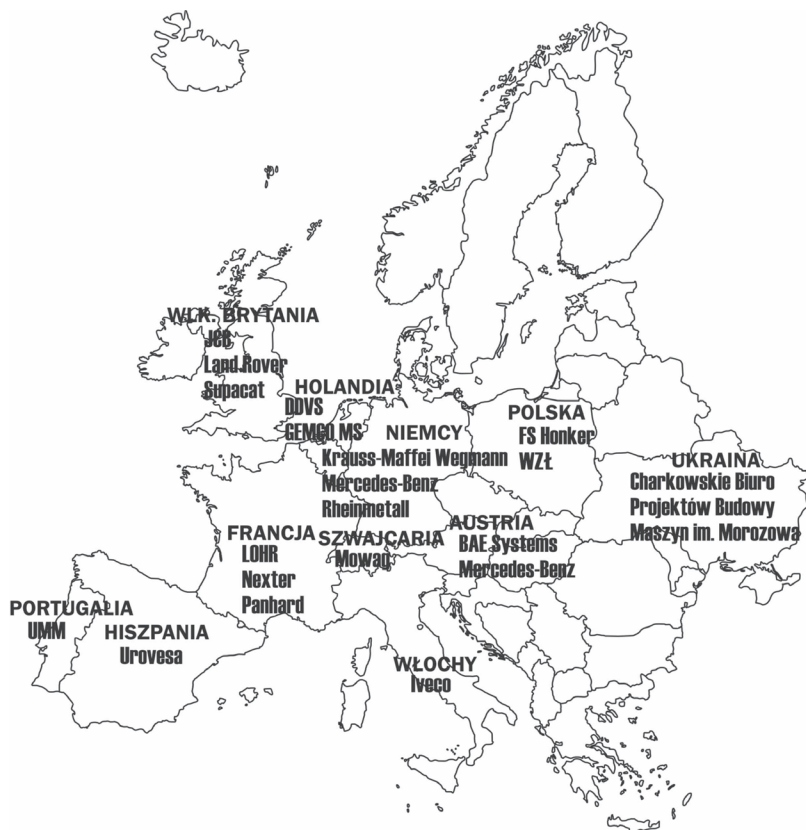 WLK. BRYTANIA
JCB
Land Rover
Supacat
HOLANDIA
DDVS
GEMCO MS
NIEMCY
Krauss-Maffei Wegmann
Mercedes-Benz
Rheinmetall
POLSKA
FS Honker
WZŁ
UKRAINA
Charkowskie Biuro
Projektów Budowy
Maszyn im. Morozowa
FRANCJA
LOHR
Nexter
Panhard
SZWAJCARIA
Mowag
AUSTRIA
BAE Systems
Mercedes-Benz
PORTUGALIA
UMM
HISZPANIA
Urovesa
WŁOCHY
Iveco